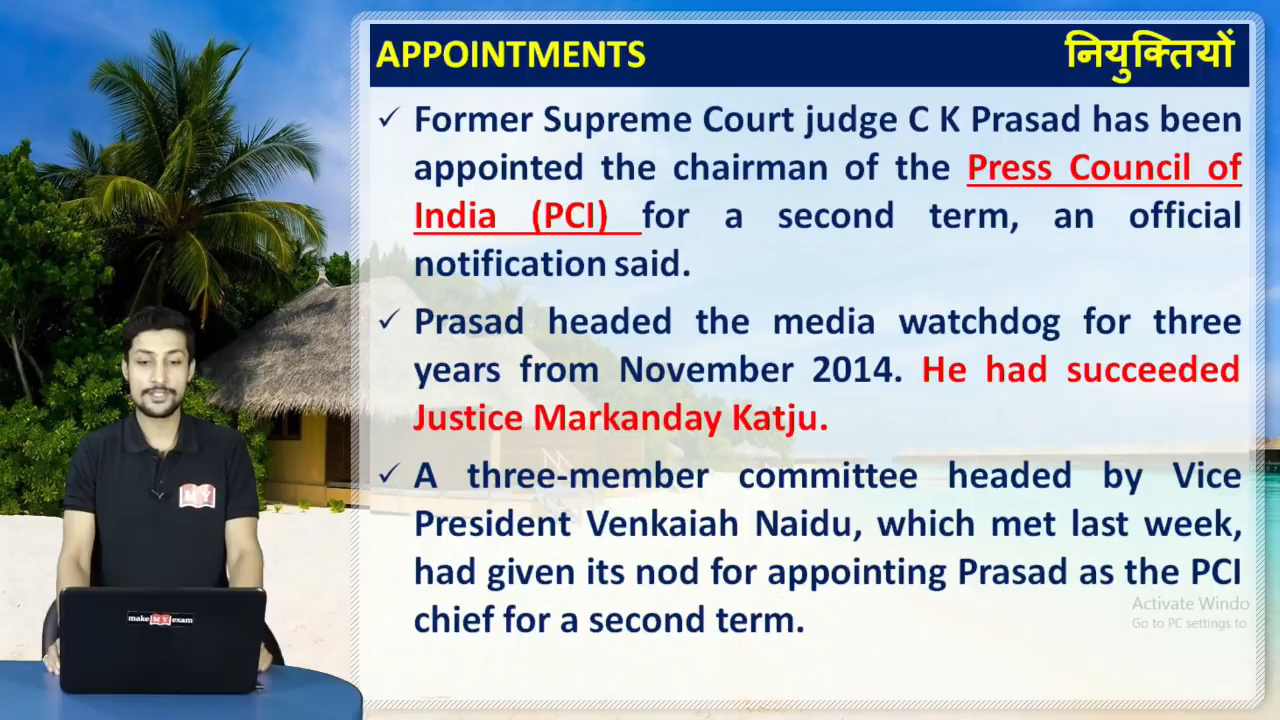 APPOINTMENTS नियुक्तियों
✓ Former Supreme Court judge C K Prasad has been
appointed the chairman of the Press Council of
India (PCI) for a second term, an official
notification said.
✓ Prasad headed the media watchdog for three
years from November 2014. He had succeeded
Justice Markanday Katju.
✓ A three-member committee headed by Vice
President Venkaiah Naidu, which met last week,
had given its nod for appointing Prasad as the PCI
chief for a second term.
Activate Windo
Go to PC settings to
MY
make MY exam